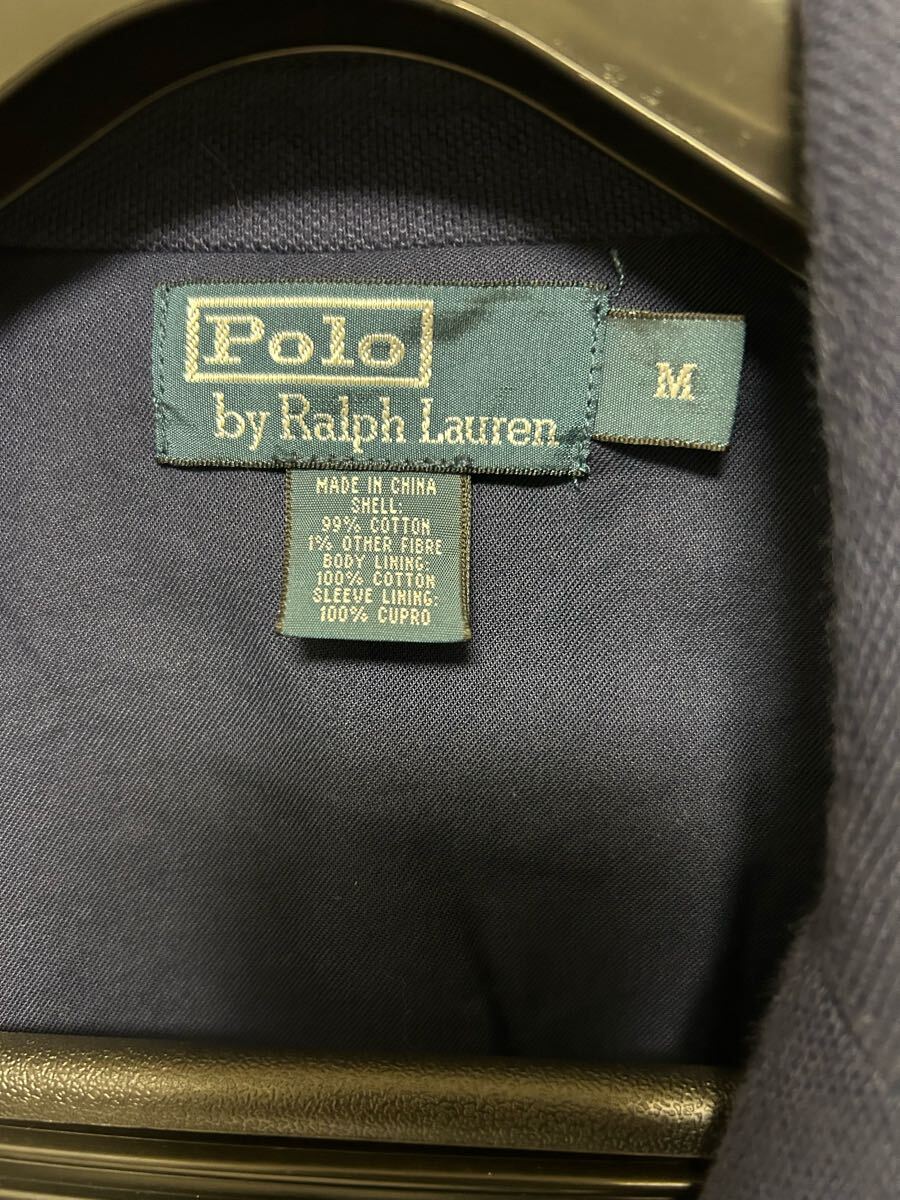 Polo
by Ralph Lauren
M
MADE IN CHINA
SHELL:
99% COTTON
1% OTHER FIBRE
BODY LINING:
100% COTTON
SLEEVE LINING:
100% CUPRO